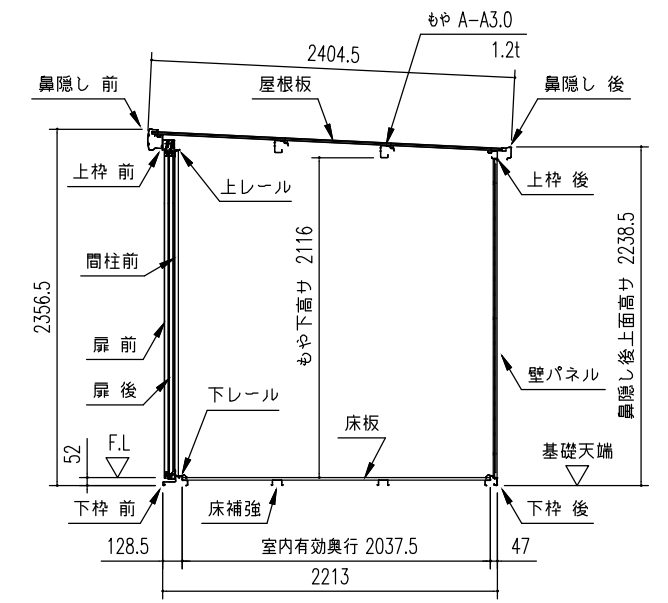 もや A-A3.0
2404.5
1.2t
鼻隠し 前
屋根板
鼻隠し 後
上枠 前
上レール
上枠 後
間柱前
もや下高サ 2116
2356.5
鼻隠し後上面高サ 2238.5
扉 前
扉 後
壁パネル
下レール
床板
52
F.L
基礎天端
下枠 前
床補強
下枠 後
128.5
室内有効奥行 2037.5
47
2213